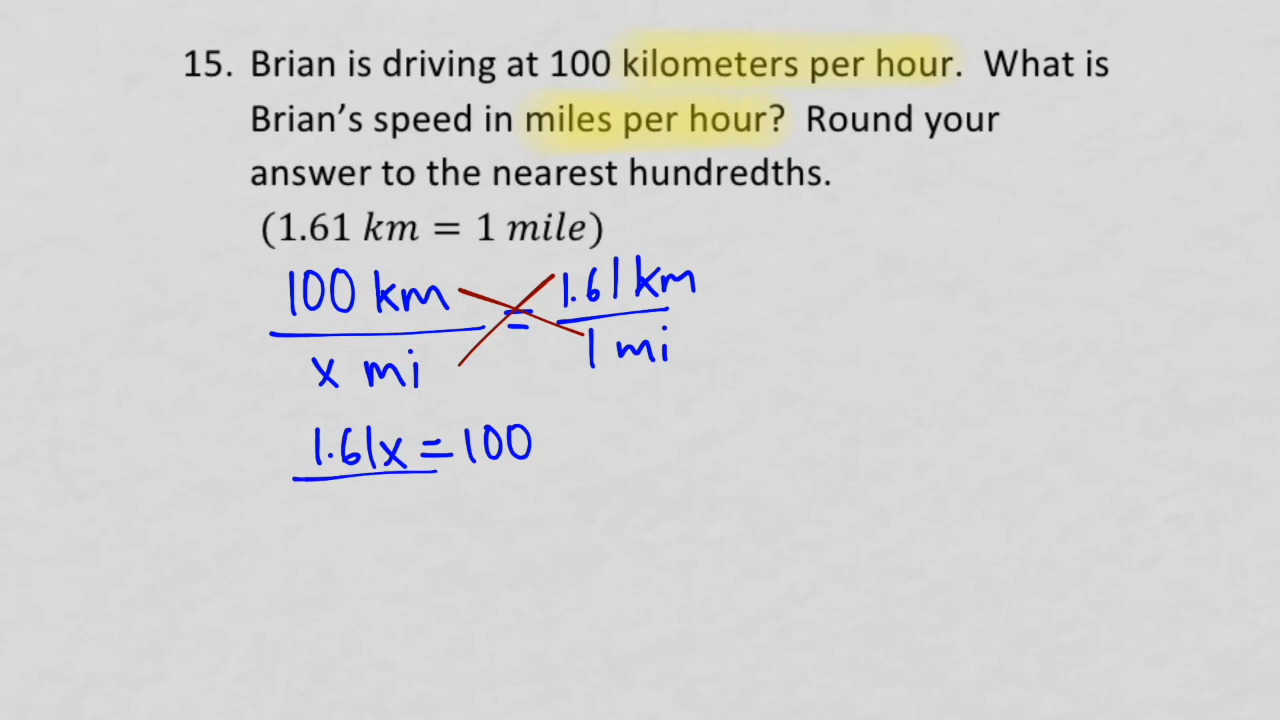 15. Brian is driving at 100 kilometers per hour. What is
Brian’s speed in miles per hour? Round your
answer to the nearest hundredths.
(1.61 km = 1 mile)
100 km = 1.61 km
x mi 1 mi
1.61x = 100